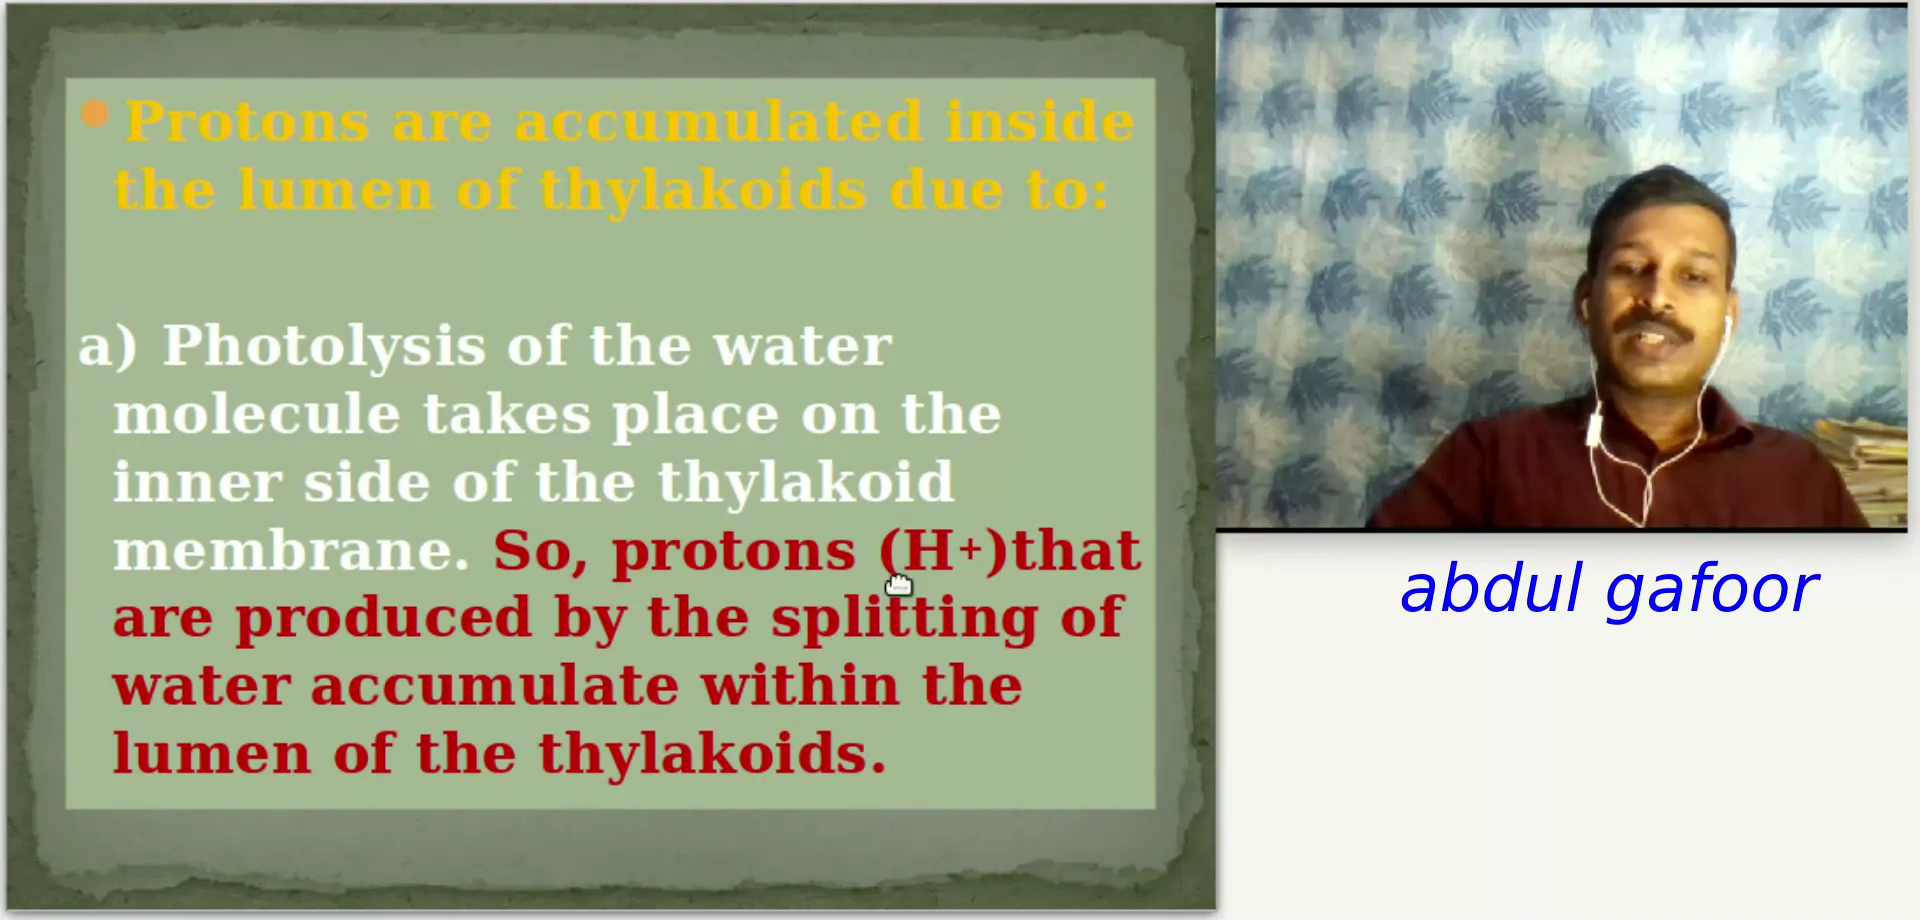 Protons are accumulated inside
the lumen of thylakoids due to:
a) Photolysis of the water
molecule takes place on the
inner side of the thylakoid
membrane. So, protons (H+)that
are produced by the splitting of
water accumulate within the
lumen of the thylakoids.
abdul gafoor